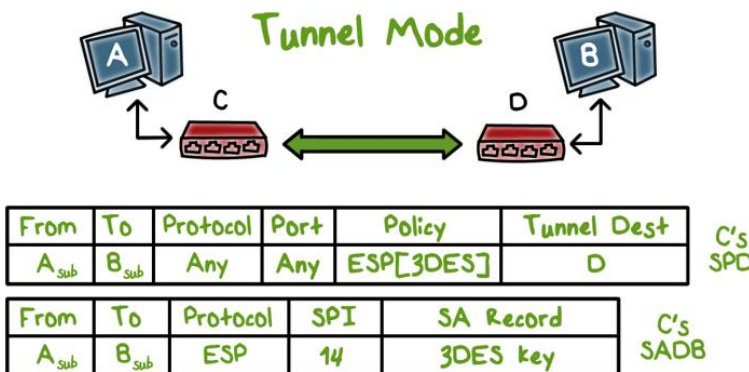 Tunnel Mode
A
B
C
D
From To Protocol Port Policy Tunnel Dest
Asub Bsub Any Any ESP[3DES] D
C's
SPD
From To Protocol SPI SA Record
Asub Bsub ESP 14 3DES key
C's
SADB